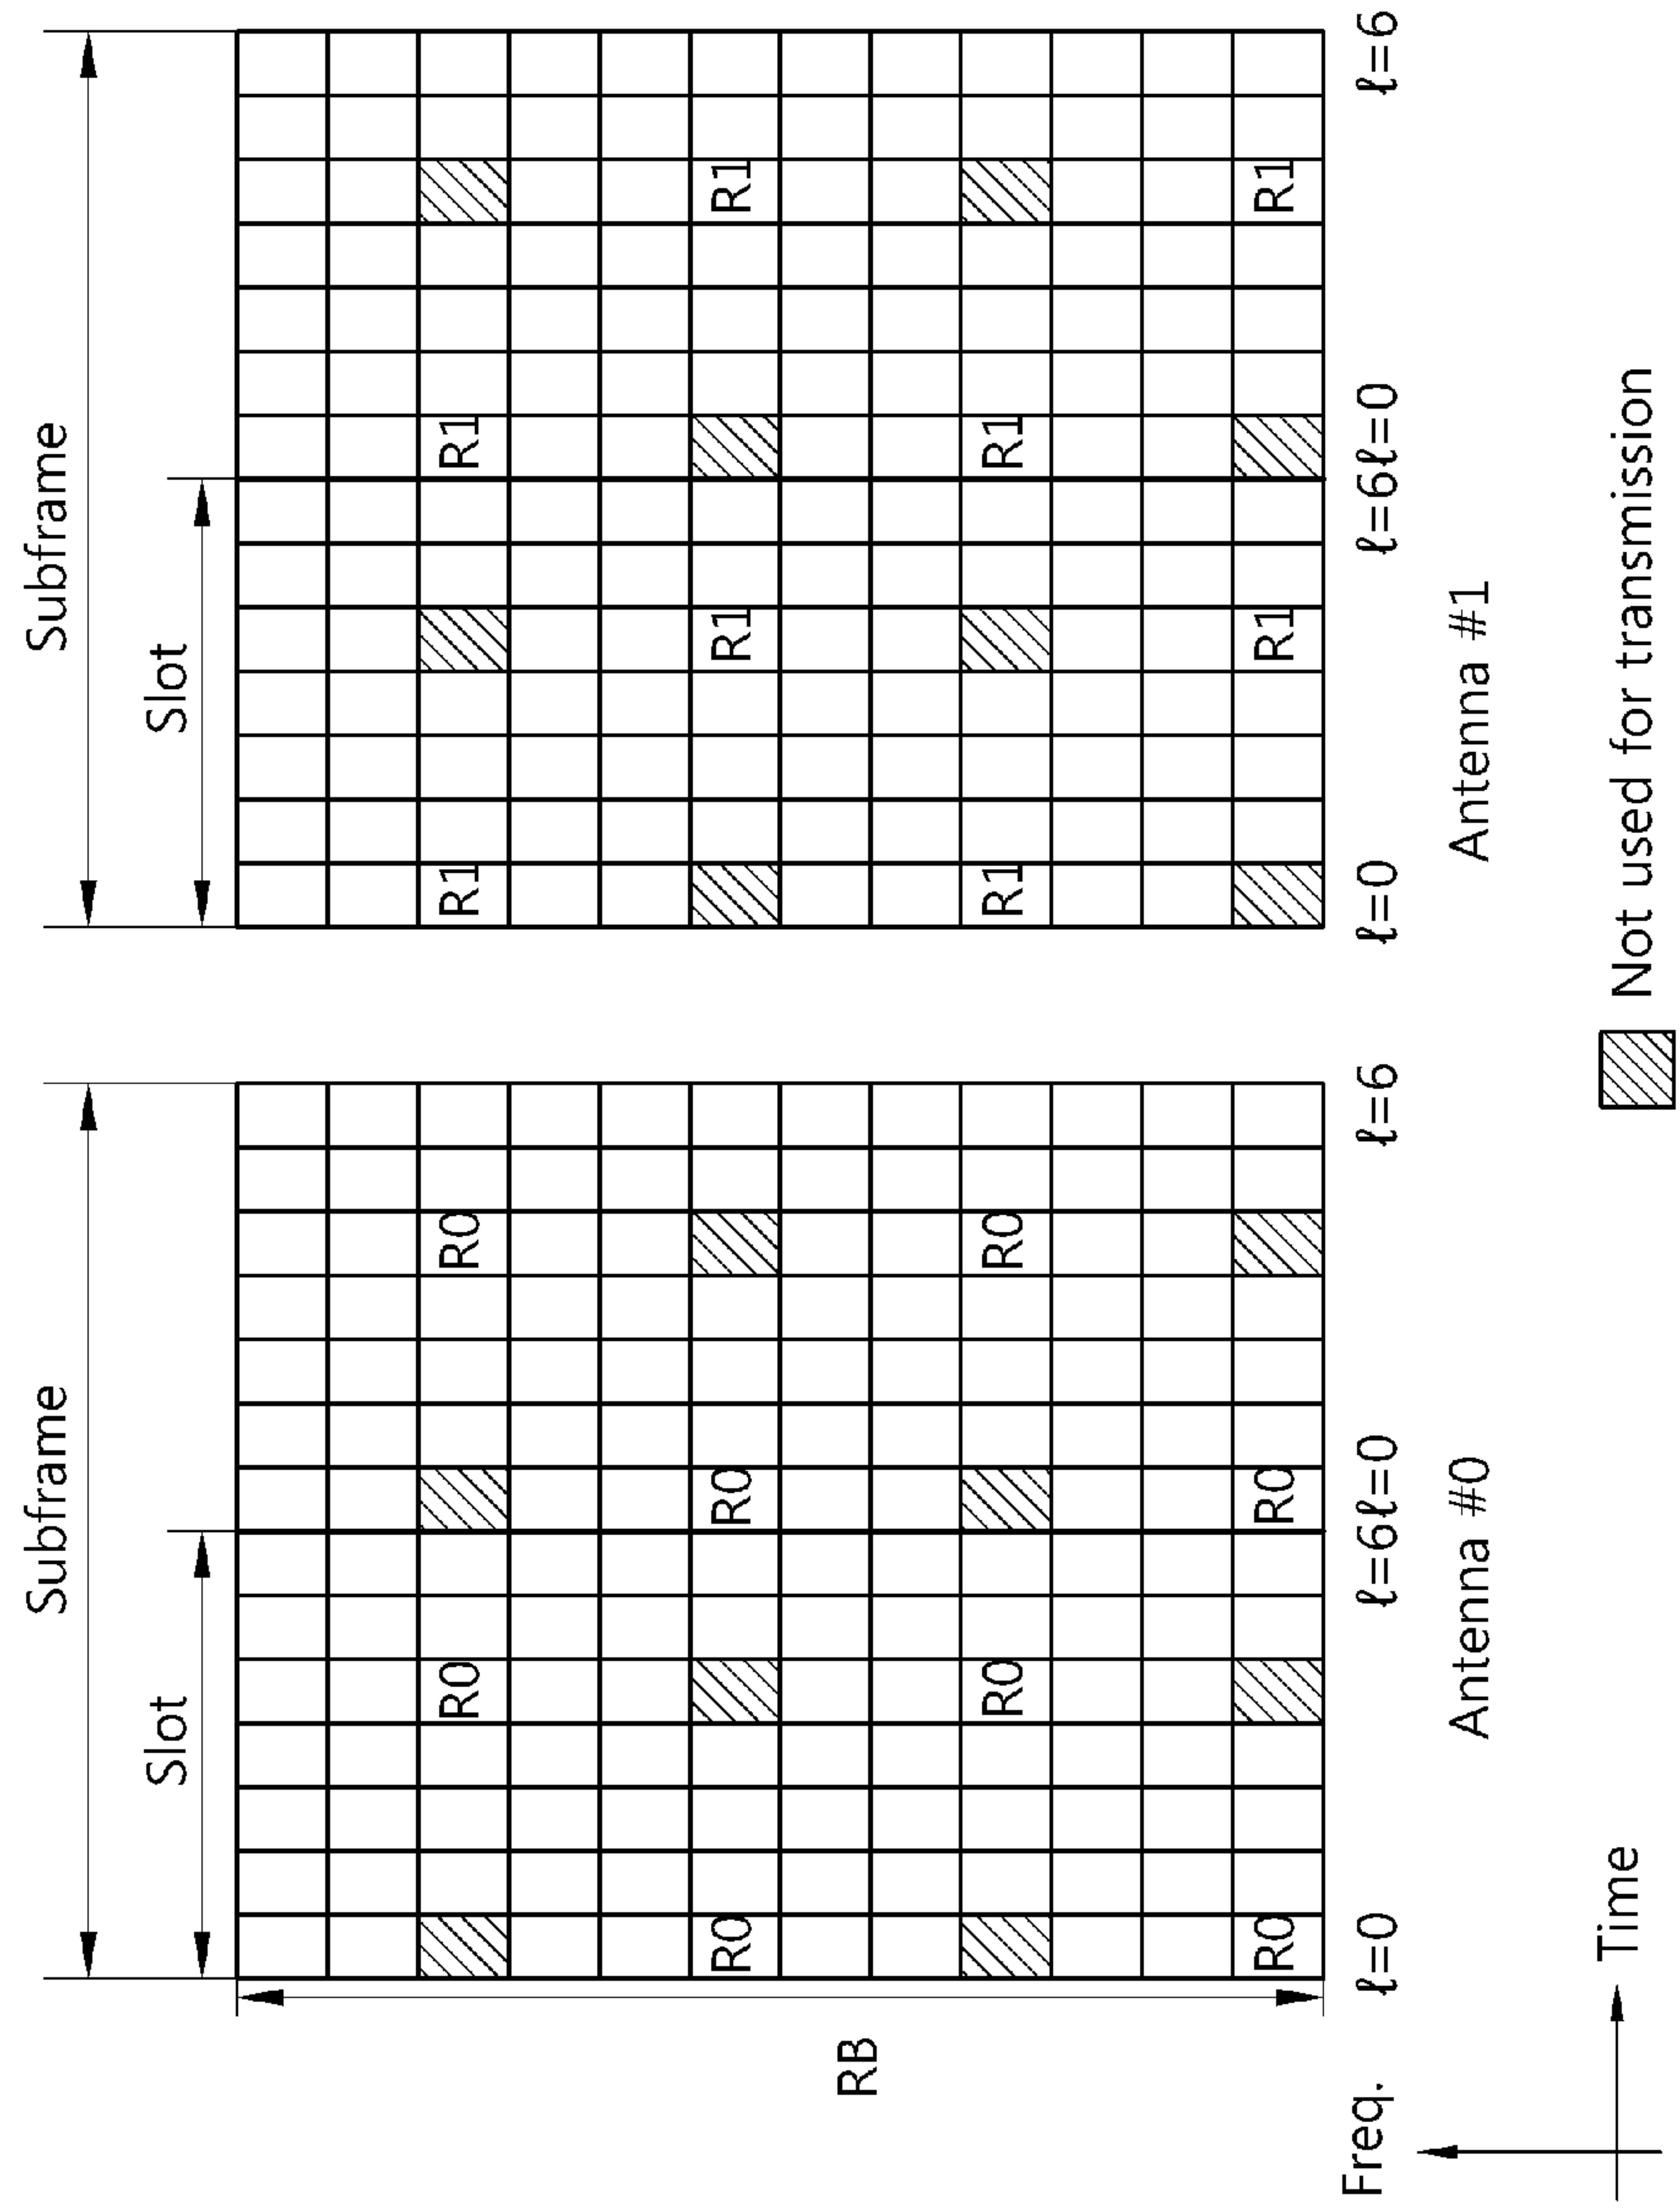 Subframe Subframe
Slot Slot
R0 R0 R1 R1
R0 R0 R1 R1
RB
R0 R0 R1 R1
R0 R0 R1 R1
Freq.
ℓ=0 ℓ=6ℓ=0 ℓ=6 ℓ=0 ℓ=6ℓ=0 ℓ=6
Antenna #0 Antenna #1
Time
Not used for transmission